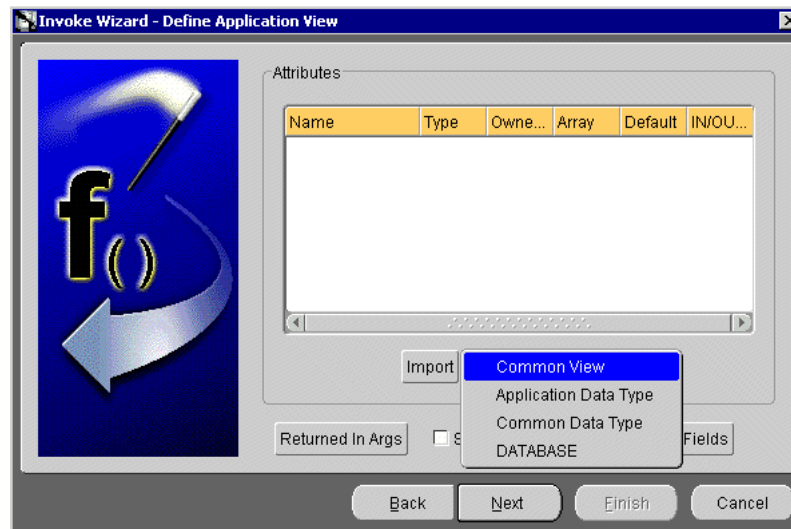 Invoke Wizard - Define Application View
f()
Attributes
Name Type Owne... Array Default IN/OU...
Import
Common View
Application Data Type
Common Data Type
DATABASE
Returned In Args
S
Fields
Back Next Finish Cancel